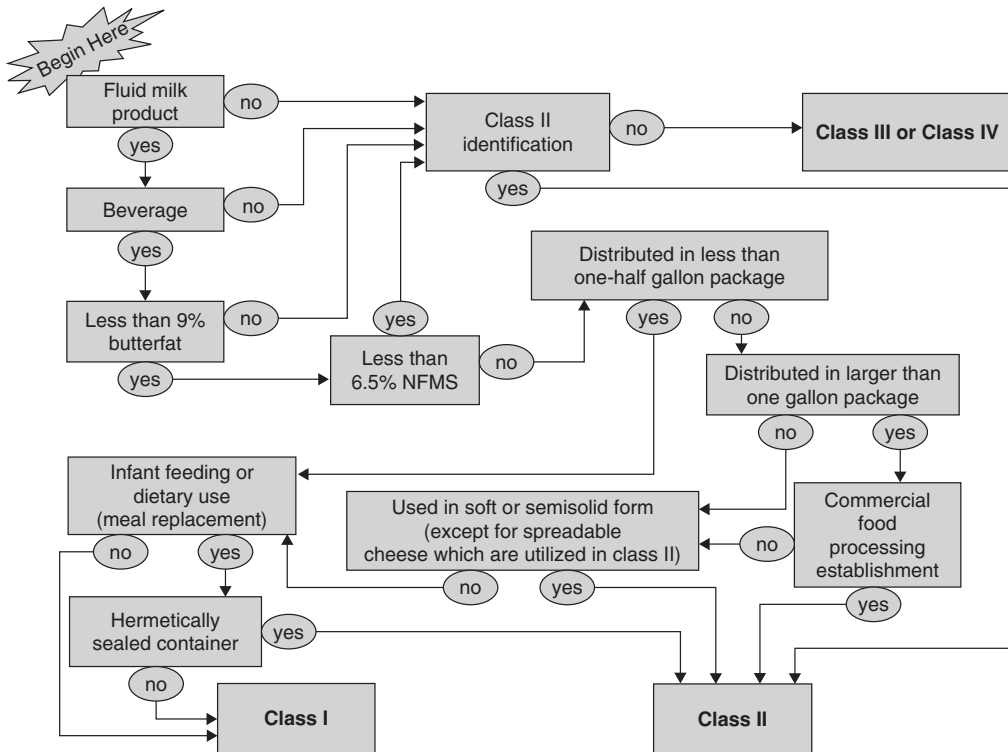 Begin Here
Fluid milk
product
no
yes
Class II
identification
no
yes
Class III or Class IV
Beverage
no
yes
Distributed in less than
one-half gallon package
yes
no
Less than 9%
butterfat
no
yes
yes
Less than
6.5% NFMS
no
Distributed in larger than
one gallon package
no
yes
Infant feeding or
dietary use
(meal replacement)
no
yes
Used in soft or semisolid form
(except for spreadable
cheese which are utilized in class II)
no
yes
Commercial
food
processing
establishment
no
yes
Hermetically
sealed container
yes
no
Class I
Class II